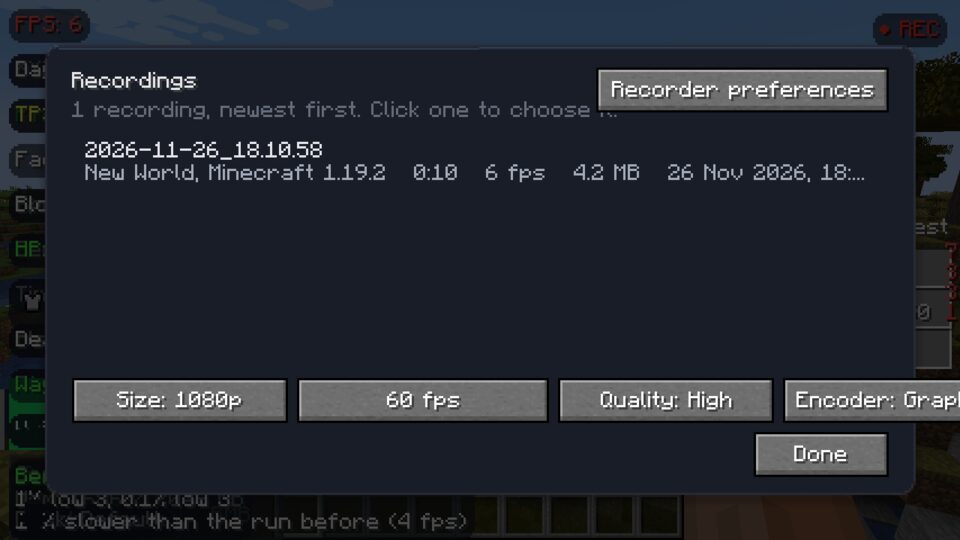 FPS: 6
REC
Recordings
Recorder preferences
1 recording, newest first. Click one to choose it.
2026-11-26_18.10.58
New World, Minecraft 1.19.2 0:10 6 fps 4.2 MB 26 Nov 2026, 18:...
Size: 1080p
60 fps
Quality: High
Encoder: Grap
Done
slower than the run before (4 fps)